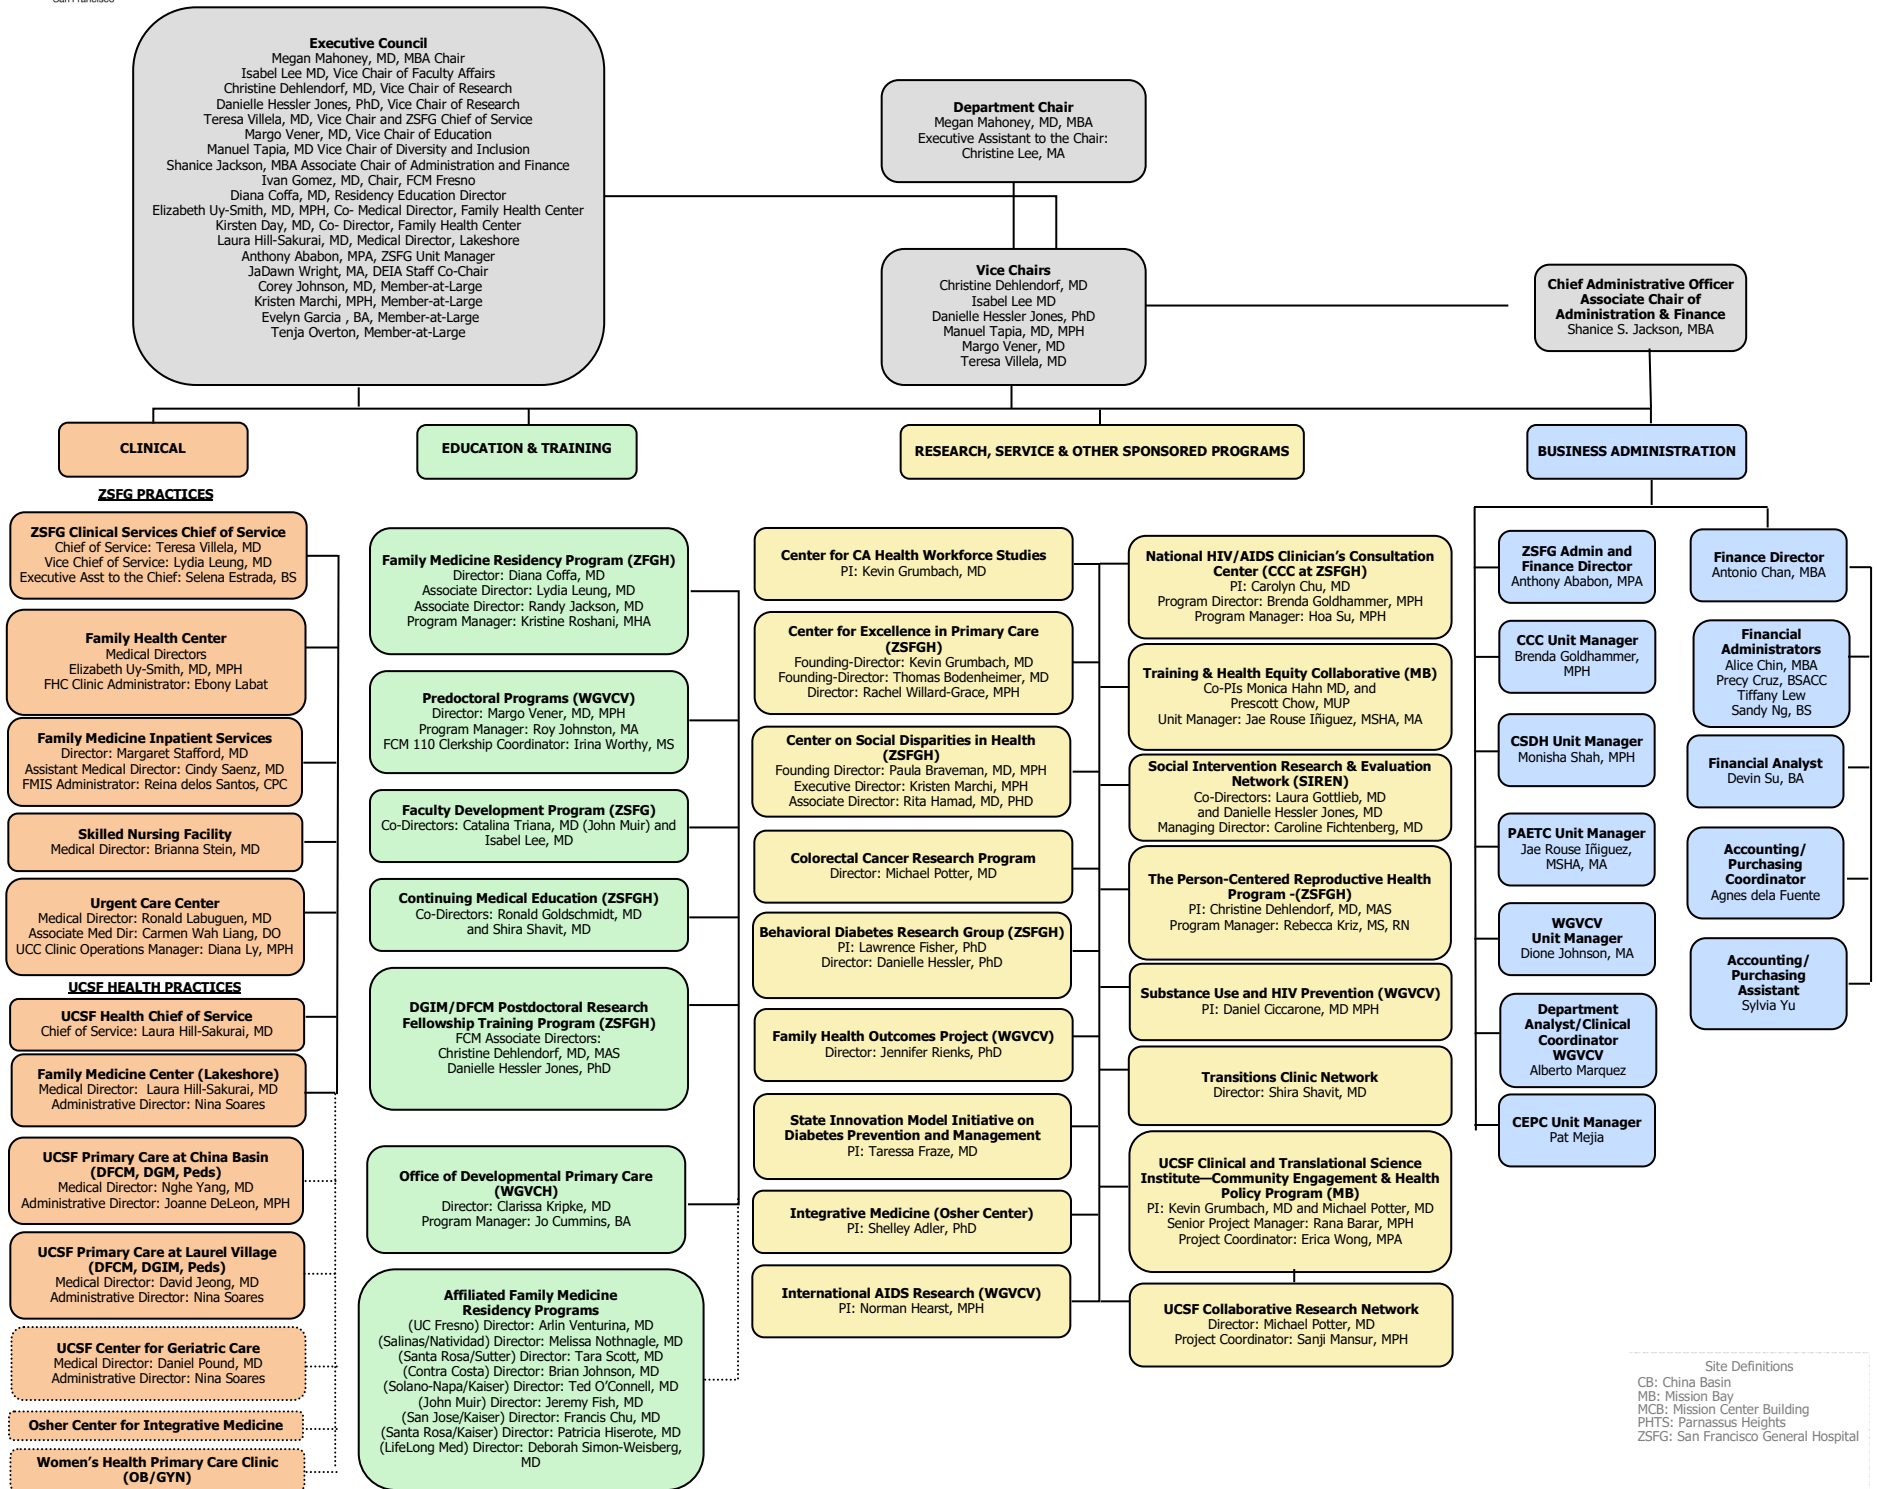 San Francisco
Executive Council
Megan Mahoney, MD, MBA Chair
Isabel Lee MD, Vice Chair of Faculty Affairs
Christine Dehlendorf, MD, Vice Chair of Research
Danielle Hessler Jones, PhD, Vice Chair of Research
Teresa Villela, MD, Vice Chair and ZSFG Chief of Service
Margo Vener, MD, Vice Chair of Education
Manuel Tapia, MD Vice Chair of Diversity and Inclusion
Shanice Jackson, MBA Associate Chair of Administration and Finance
Ivan Gomez, MD, Chair, FCM Fresno
Diana Coffa, MD, Residency Education Director
Elizabeth Uy-Smith, MD, MPH, Co- Medical Director, Family Health Center
Kirsten Day, MD, Co- Director, Family Health Center
Laura Hill-Sakurai, MD, Medical Director, Lakeshore
Anthony Ababon, MPA, ZSFG Unit Manager
JaDawn Wright, MA, DEIA Staff Co-Chair
Corey Johnson, MD, Member-at-Large
Kristen Marchi, MPH, Member-at-Large
Evelyn Garcia , BA, Member-at-Large
Tenja Overton, Member-at-Large
Department Chair
Megan Mahoney, MD, MBA
Executive Assistant to the Chair:
Christine Lee, MA
Vice Chairs
Christine Dehlendorf, MD
Isabel Lee MD
Danielle Hessler Jones, PhD
Manuel Tapia, MD, MPH
Margo Vener, MD
Teresa Villela, MD
Chief Administrative Officer
Associate Chair of
Administration & Finance
Shanice S. Jackson, MBA
CLINICAL
ZSFG PRACTICES
ZSFG Clinical Services Chief of Service
Chief of Service: Teresa Villela, MD
Vice Chief of Service: Lydia Leung, MD
Executive Asst to the Chief: Selena Estrada, BS
Family Health Center
Medical Directors
Elizabeth Uy-Smith, MD, MPH
FHC Clinic Administrator: Ebony Labat
Family Medicine Inpatient Services
Director: Margaret Stafford, MD
Assistant Medical Director: Cindy Saenz, MD
FMIS Administrator: Reina delos Santos, CPC
Skilled Nursing Facility
Medical Director: Brianna Stein, MD
Urgent Care Center
Medical Director: Ronald Labuguen, MD
Associate Med Dir: Carmen Wah Liang, DO
UCC Clinic Operations Manager: Diana Ly, MPH
UCSF HEALTH PRACTICES
UCSF Health Chief of Service
Chief of Service: Laura Hill-Sakurai, MD
Family Medicine Center (Lakeshore)
Medical Director: Laura Hill-Sakurai, MD
Administrative Director: Nina Soares
UCSF Primary Care at China Basin
(DFCM, DGM, Peds)
Medical Director: Nghe Yang, MD
Administrative Director: Joanne DeLeon, MPH
UCSF Primary Care at Laurel Village
(DFCM, DGIM, Peds)
Medical Director: David Jeong, MD
Administrative Director: Nina Soares
UCSF Center for Geriatric Care
Medical Director: Daniel Pound, MD
Administrative Director: Nina Soares
Osher Center for Integrative Medicine
Women's Health Primary Care Clinic
(OB/GYN)
EDUCATION & TRAINING
Family Medicine Residency Program (ZFGH)
Director: Diana Coffa, MD
Associate Director: Lydia Leung, MD
Associate Director: Randy Jackson, MD
Program Manager: Kristine Roshani, MHA
Predoctoral Programs (WGVCV)
Director: Margo Vener, MD, MPH
Program Manager: Roy Johnston, MA
FCM 110 Clerkship Coordinator: Irina Worthy, MS
Faculty Development Program (ZSFG)
Co-Directors: Catalina Triana, MD (John Muir) and
Isabel Lee, MD
Continuing Medical Education (ZSFGH)
Co-Directors: Ronald Goldschmidt, MD
and Shira Shavit, MD
DGIM/DFCM Postdoctoral Research
Fellowship Training Program (ZSFGH)
FCM Associate Directors:
Christine Dehlendorf, MD, MAS
Danielle Hessler Jones, PhD
Office of Developmental Primary Care
(WGVCH)
Director: Clarissa Kripke, MD
Program Manager: Jo Cummins, BA
Affiliated Family Medicine
Residency Programs
(UC Fresno) Director: Arlin Venturina, MD
(Salinas/Natividad) Director: Melissa Nothnagle, MD
(Santa Rosa/Sutter) Director: Tara Scott, MD
(Contra Costa) Director: Brian Johnson, MD
(Solano-Napa/Kaiser) Director: Ted O'Connell, MD
(John Muir) Director: Jeremy Fish, MD
(San Jose/Kaiser) Director: Francis Chu, MD
(Santa Rosa/Kaiser) Director: Patricia Hiserote, MD
(LifeLong Med) Director: Deborah Simon-Weisberg,
MD
RESEARCH, SERVICE & OTHER SPONSORED PROGRAMS
Center for CA Health Workforce Studies
PI: Kevin Grumbach, MD
Center for Excellence in Primary Care
(ZSFGH)
Founding-Director: Kevin Grumbach, MD
Founding-Director: Thomas Bodenheimer, MD
Director: Rachel Willard-Grace, MPH
Center on Social Disparities in Health
(ZSFGH)
Founding Director: Paula Braveman, MD, MPH
Executive Director: Kristen Marchi, MPH
Associate Director: Rita Hamad, MD, PHD
Colorectal Cancer Research Program
Director: Michael Potter, MD
Behavioral Diabetes Research Group (ZSFGH)
PI: Lawrence Fisher, PhD
Director: Danielle Hessler, PhD
Family Health Outcomes Project (WGVCV)
Director: Jennifer Rienks, PhD
State Innovation Model Initiative on
Diabetes Prevention and Management
PI: Taressa Fraze, MD
Integrative Medicine (Osher Center)
PI: Shelley Adler, PhD
International AIDS Research (WGVCV)
PI: Norman Hearst, MPH
National HIV/AIDS Clinician's Consultation
Center (CCC at ZSFGH)
PI: Carolyn Chu, MD
Program Director: Brenda Goldhammer, MPH
Program Manager: Hoa Su, MPH
Training & Health Equity Collaborative (MB)
Co-PIs Monica Hahn MD, and
Prescott Chow, MUP
Unit Manager: Jae Rouse Iñiguez, MSHA, MA
Social Intervention Research & Evaluation
Network (SIREN)
Co-Directors: Laura Gottlieb, MD
and Danielle Hessler Jones, MD
Managing Director: Caroline Fichtenberg, MD
The Person-Centered Reproductive Health
Program -(ZSFGH)
PI: Christine Dehlendorf, MD, MAS
Program Manager: Rebecca Kriz, MS, RN
Substance Use and HIV Prevention (WGVCV)
PI: Daniel Ciccarone, MD MPH
Transitions Clinic Network
Director: Shira Shavit, MD
UCSF Clinical and Translational Science
Institute—Community Engagement & Health
Policy Program (MB)
PI: Kevin Grumbach, MD and Michael Potter, MD
Senior Project Manager: Rana Barar, MPH
Project Coordinator: Erica Wong, MPA
UCSF Collaborative Research Network
Director: Michael Potter, MD
Project Coordinator: Sanji Mansur, MPH
BUSINESS ADMINISTRATION
ZSFG Admin and
Finance Director
Anthony Ababon, MPA
CCC Unit Manager
Brenda Goldhammer,
MPH
CSDH Unit Manager
Monisha Shah, MPH
PAETC Unit Manager
Jae Rouse Iñiguez,
MSHA, MA
WGVCV
Unit Manager
Dione Johnson, MA
Department
Analyst/Clinical
Coordinator
WGVCV
Alberto Marquez
CEPC Unit Manager
Pat Mejia
Finance Director
Antonio Chan, MBA
Financial
Administrators
Alice Chin, MBA
Precy Cruz, BSACC
Tiffany Lew
Sandy Ng, BS
Financial Analyst
Devin Su, BA
Accounting/
Purchasing
Coordinator
Agnes dela Fuente
Accounting/
Purchasing
Assistant
Sylvia Yu
Site Definitions
CB: China Basin
MB: Mission Bay
MCB: Mission Center Building
PHTS: Parnassus Heights
ZSFG: San Francisco General Hospital